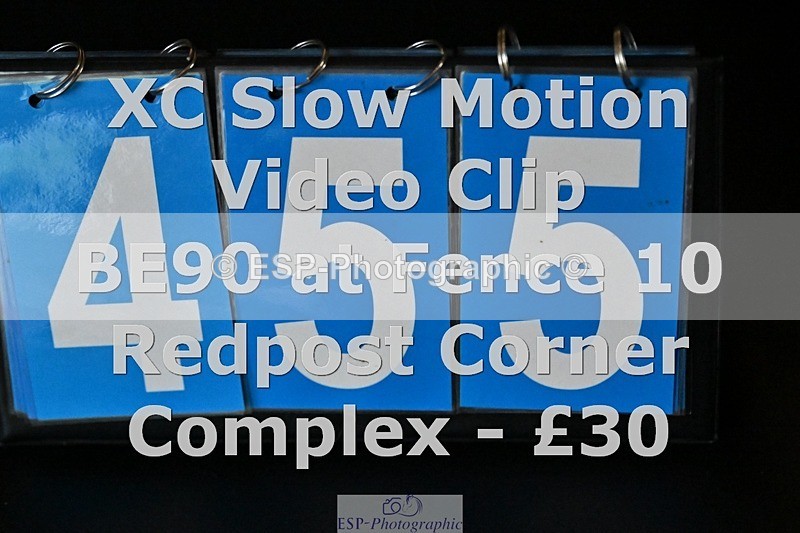 XC Slow Motion
Video Clip
BE90 at Fence 10
Redpost Corner
Complex - £30
455
© ESP-Photographic ©
ESP-Photographic